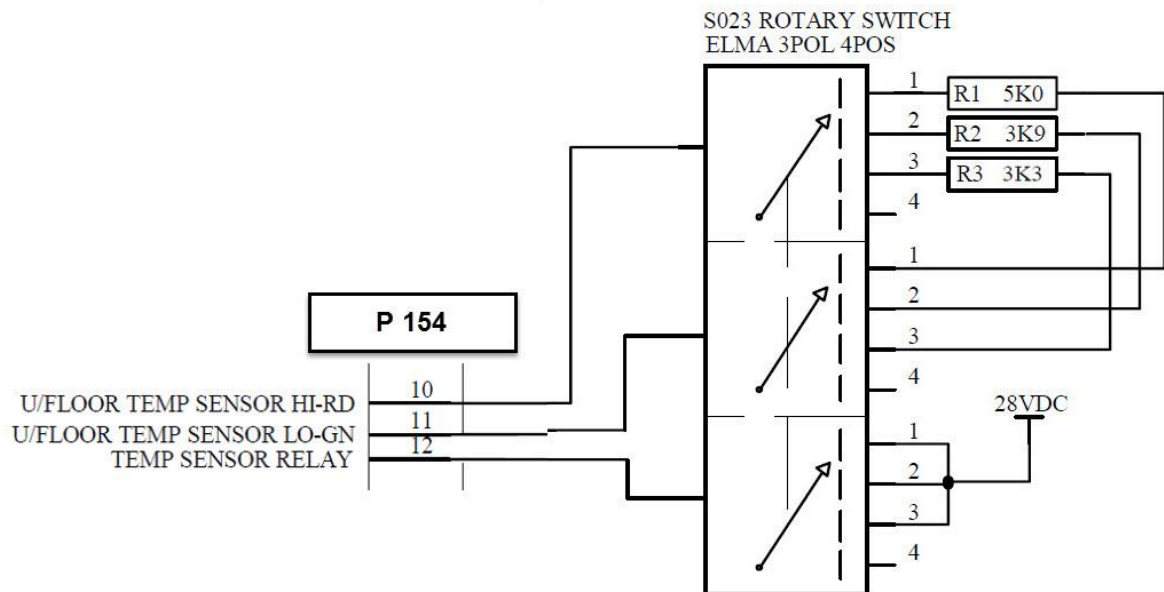 S023 ROTARY SWITCH
ELMA 3POL 4POS
1
R1 5K0
2
R2 3K9
3
R3 3K3
4
1
2
3
4
P 154
10
U/FLOOR TEMP SENSOR HI-RD
11
U/FLOOR TEMP SENSOR LO-GN
12
TEMP SENSOR RELAY
28VDC
1
2
3
4